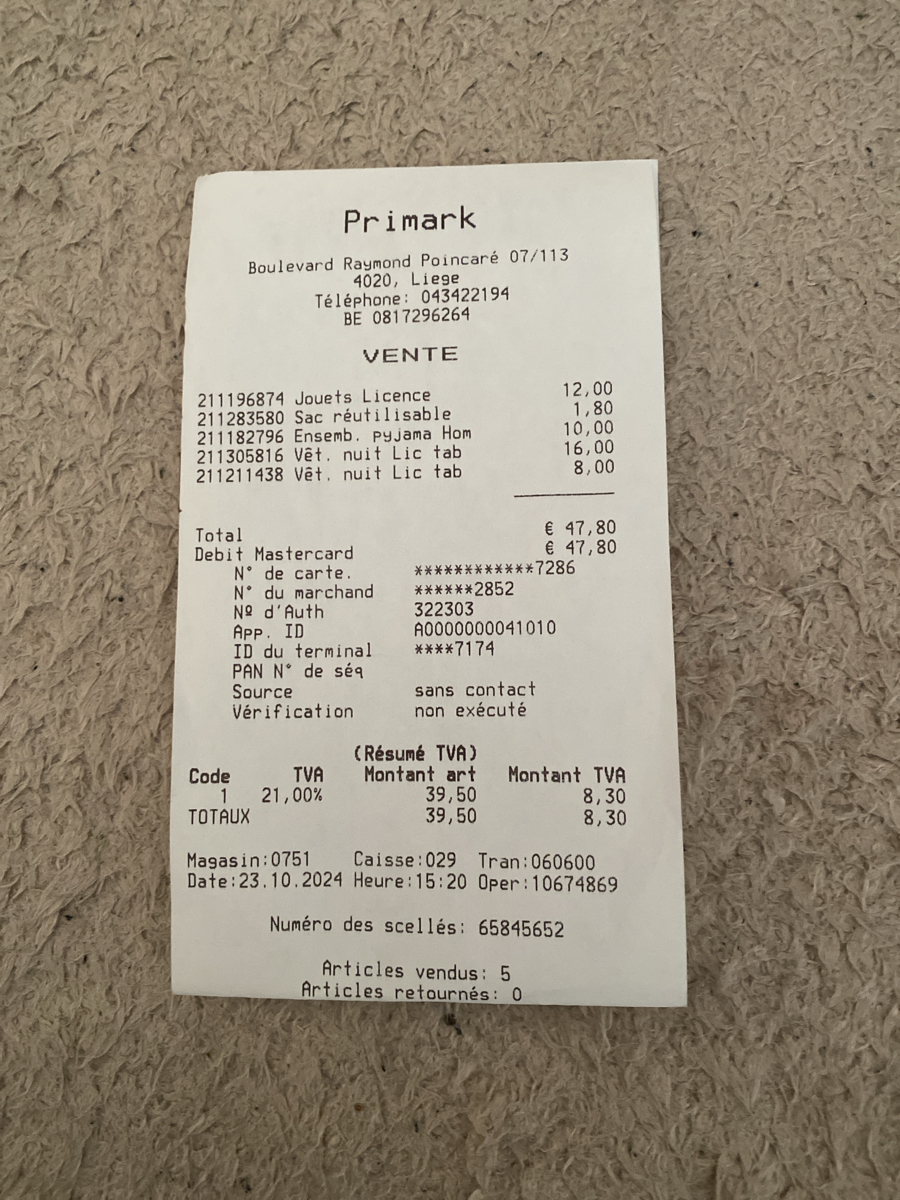 Primark
Boulevard Raymond Poincaré 07/113
4020, Liege
Téléphone: 043422194
BE 0817296264
VENTE
211196874 Jouets Licence 12,00
211283580 Sac réutilisable 1,80
211182796 Ensemb. pyjama Hom 10,00
211305816 Vêt. nuit Lic tab 16,00
211211438 Vêt. nuit Lic tab 8,00
Total € 47,80
Debit Mastercard € 47,80
N° de carte. ************7286
N° du marchand ******2852
Nº d'Auth 322303
App. ID A0000000041010
ID du terminal ****7174
PAN N° de séq
Source sans contact
Vérification non exécuté
(Résumé TVA)
Code TVA Montant art Montant TVA
1 21,00% 39,50 8,30
TOTAUX 39,50 8,30
Magasin:0751 Caisse:029 Tran:060600
Date:23.10.2024 Heure:15:20 Oper:10674869
Numéro des scellés: 65845652
Articles vendus: 5
Articles retournés: 0